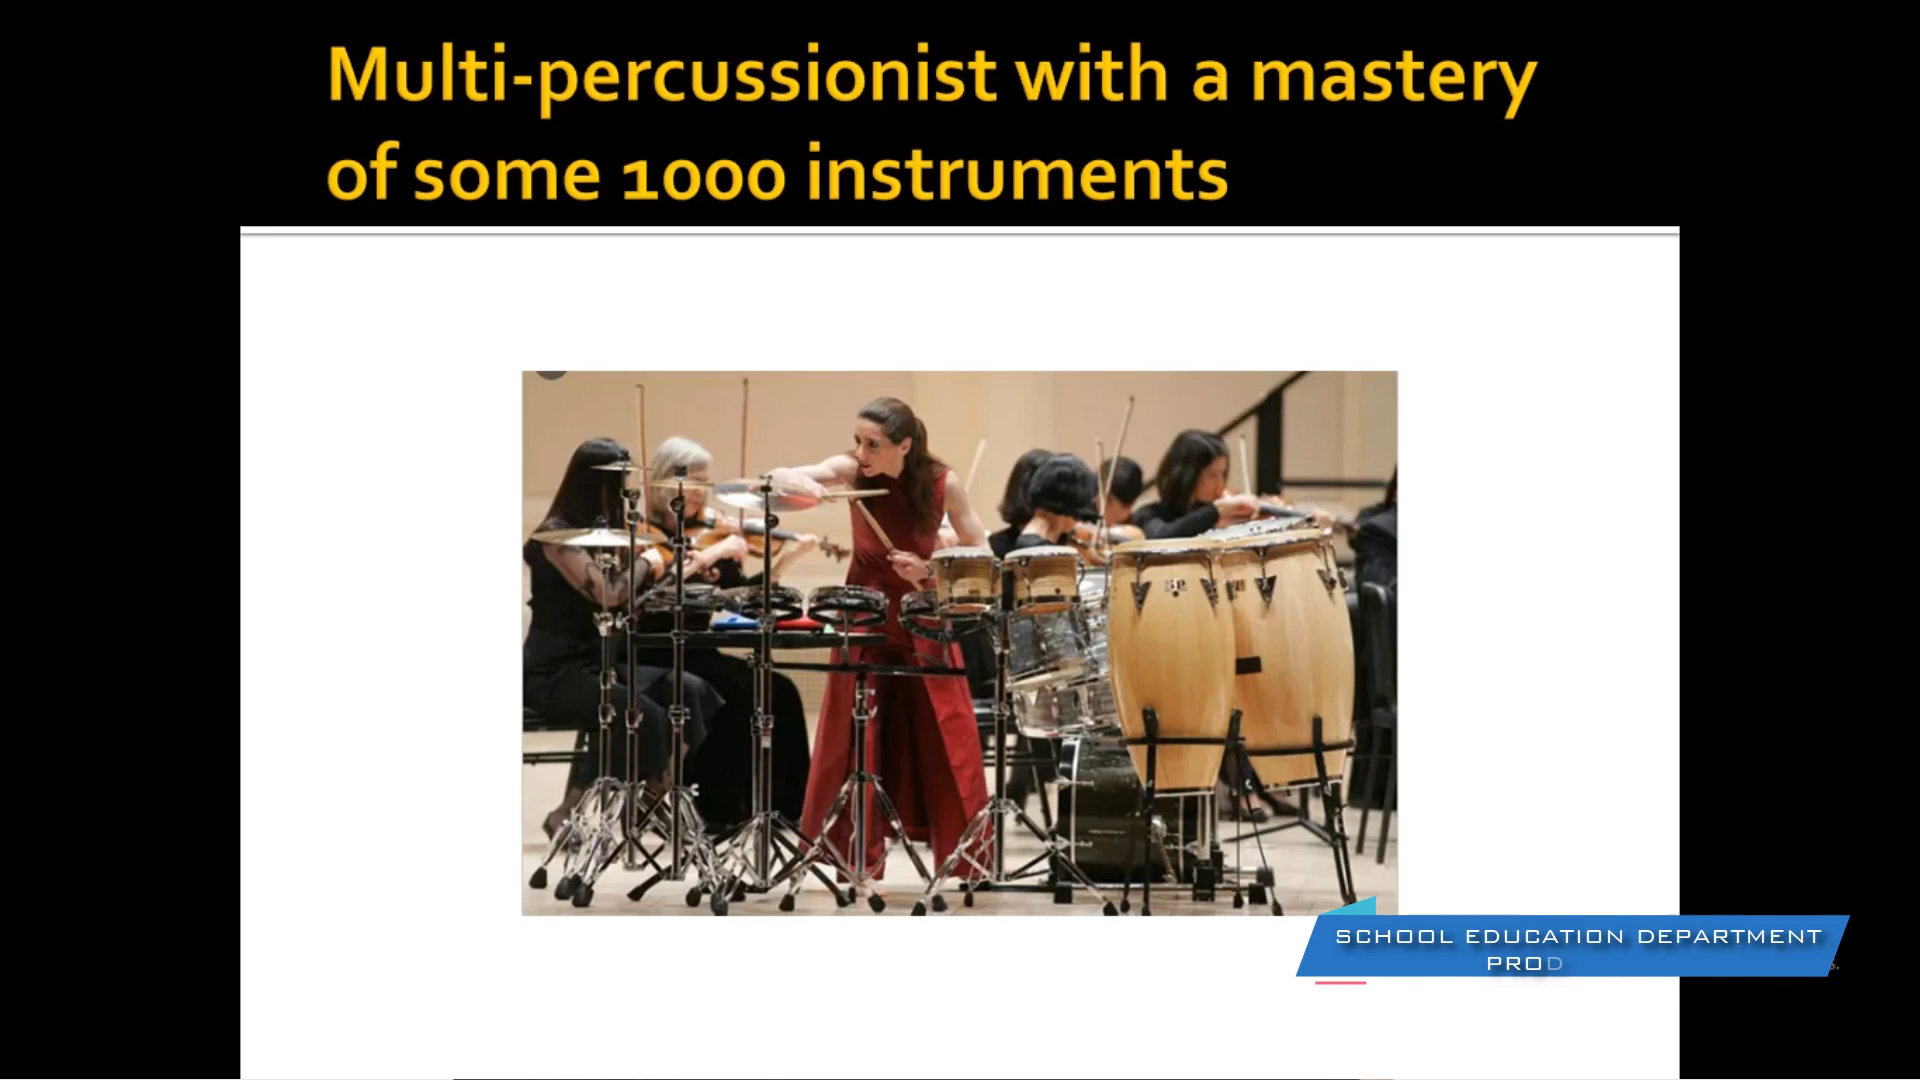 Multi-percussionist with a mastery
of some 1000 instruments
SCHOOL EDUCATION DEPARTMENT
PROD